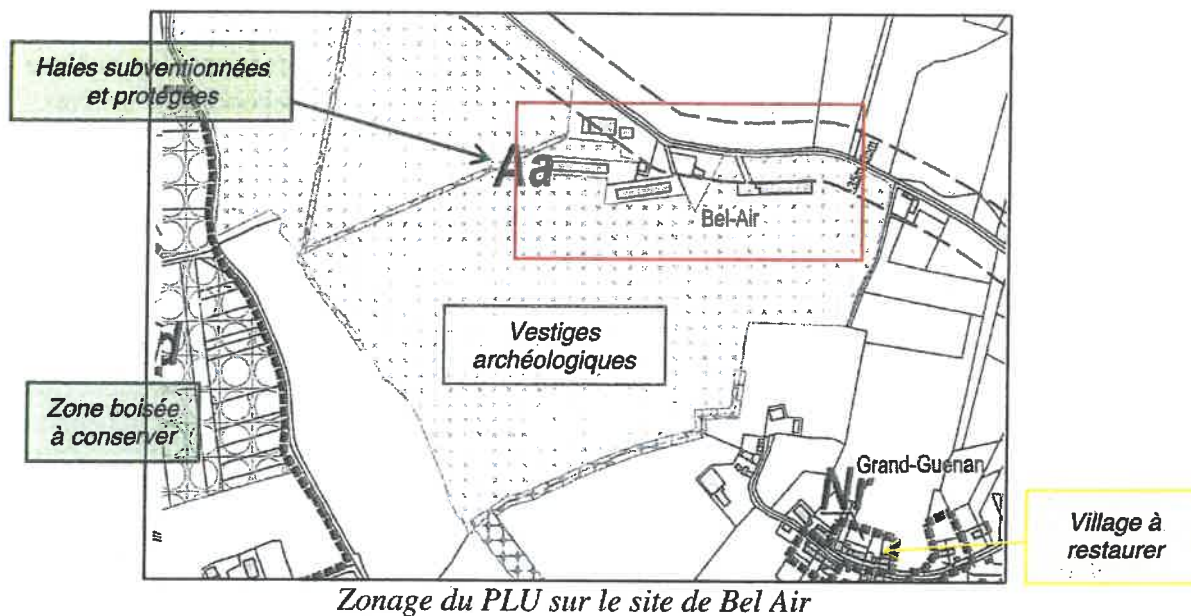 Haies subventionnées
et protégées
Aa
Bel-Air
Vestiges
archéologiques
Zone boisée
à conserver
Grand-Guenan
Nr
Village à
restaurer
Zonage du PLU sur le site de Bel Air